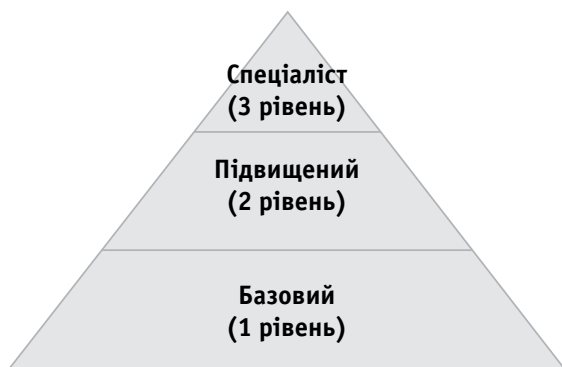 Спеціаліст
(3 рівень)
Підвищений
(2 рівень)
Базовий
(1 рівень)